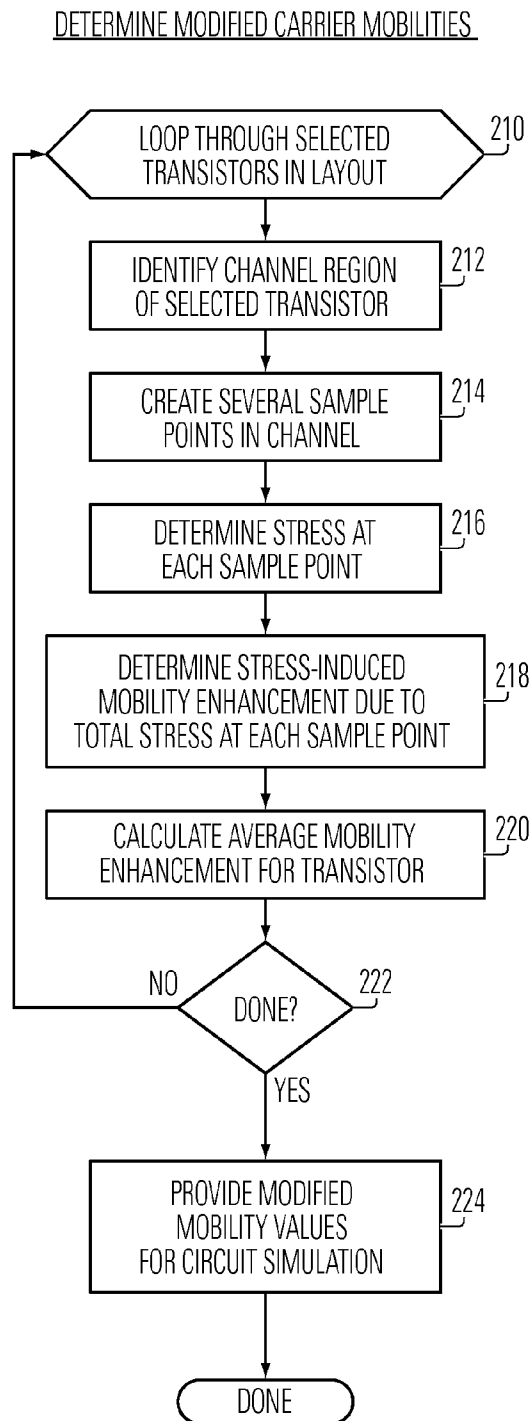 DETERMINE MODIFIED CARRIER MOBILITIES
LOOP THROUGH SELECTED
TRANSISTORS IN LAYOUT
210
IDENTIFY CHANNEL REGION
OF SELECTED TRANSISTOR
212
CREATE SEVERAL SAMPLE
POINTS IN CHANNEL
214
DETERMINE STRESS AT
EACH SAMPLE POINT
216
DETERMINE STRESS-INDUCED
MOBILITY ENHANCEMENT DUE TO
TOTAL STRESS AT EACH SAMPLE POINT
218
CALCULATE AVERAGE MOBILITY
ENHANCEMENT FOR TRANSISTOR
220
NO
DONE?
222
YES
PROVIDE MODIFIED
MOBILITY VALUES
FOR CIRCUIT SIMULATION
224
DONE